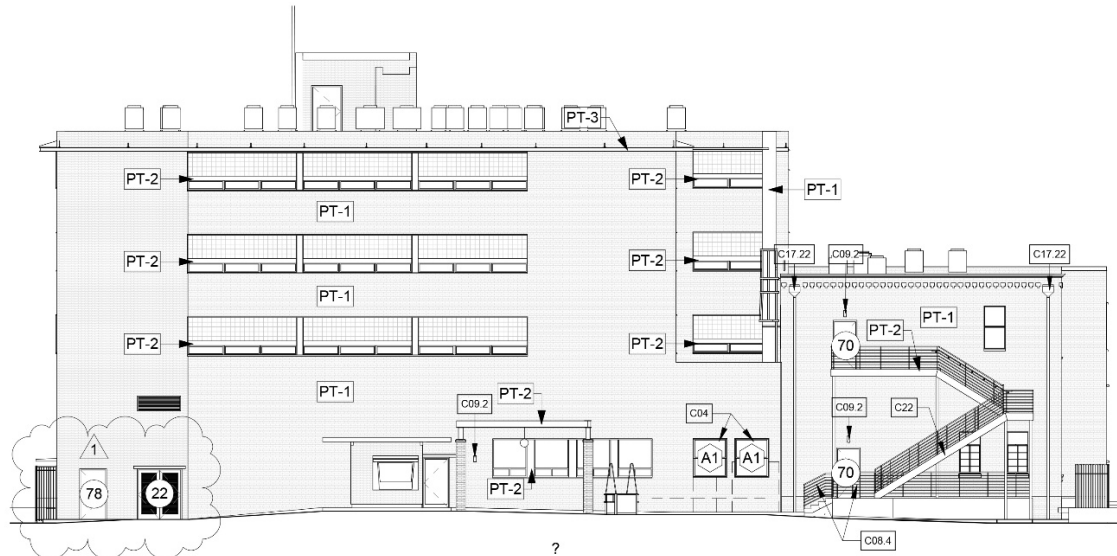 PT-3
PT-2
PT-2
PT-1
PT-1
PT-2
PT-2
C17.22
C09.2
C17.22
PT-1
PT-1
PT-2
70
PT-2
PT-2
PT-1
PT-2
C09.2
C04
C09.2
C22
1
A1
A1
70
78
22
PT-2
C08.4
?